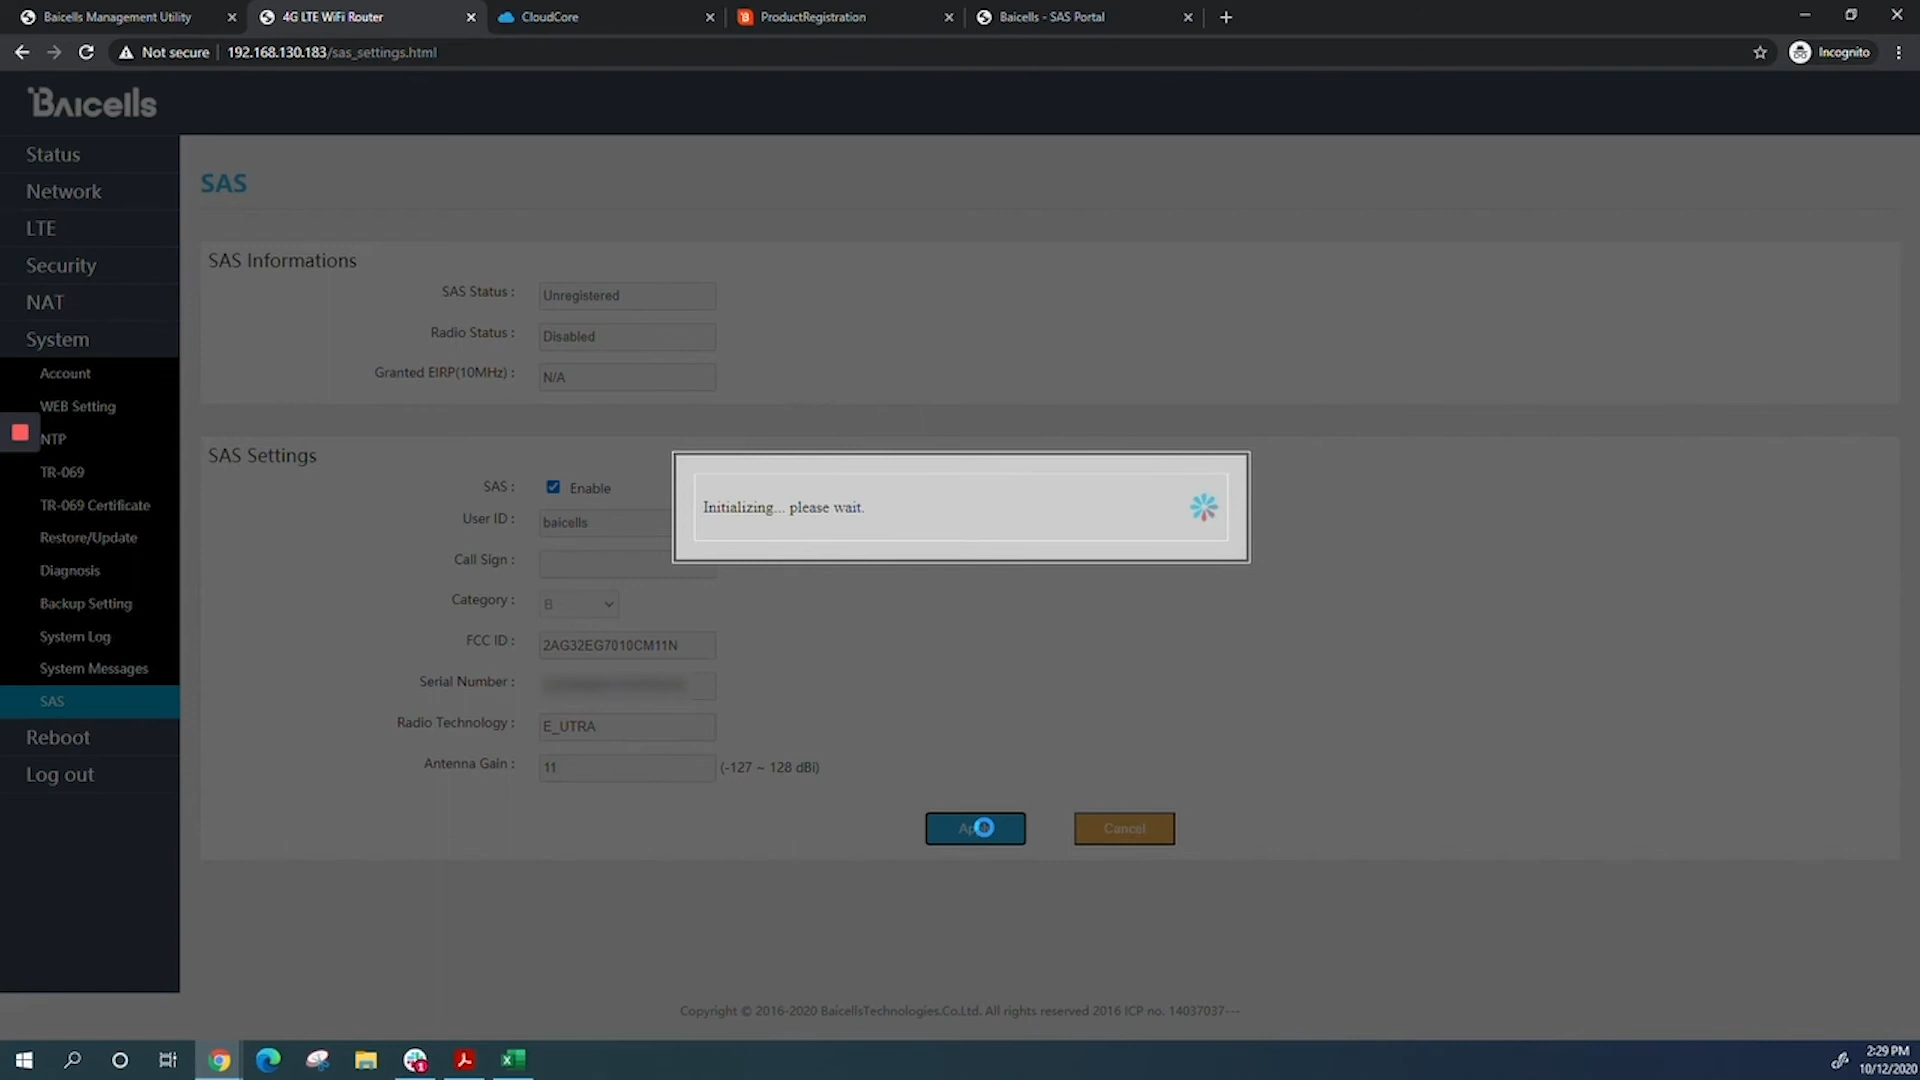 Baicells Management Utility
4G LTE WiFi Router
CloudCore
ProductRegistration
Baicells - SAS Portal
Not secure
192.168.130.183/sas_settings.html
Incognito
Baicells
Status
Network
LTE
Security
NAT
System
Account
WEB Setting
NTP
TR-069
TR-069 Certificate
Restore/Update
Diagnosis
Backup Setting
System Log
System Messages
SAS
Reboot
Log out
SAS
SAS Informations
SAS Status : Unregistered
Radio Status : Disabled
Granted EIRP(10MHz) : N/A
SAS Settings
SAS : Enable
User ID : baicells
Call Sign :
Category : B
FCC ID : 2AG32EG7010CM11N
Serial Number :
Radio Technology : E_UTRA
Antenna Gain : 11 (-127 ~ 128 dBi)
Initializing... please wait.
Cancel
Copyright © 2016-2020 BaicellsTechnologies.Co.Ltd. All rights reserved 2016 ICP no. 14037037---
2:29 PM
10/12/2020